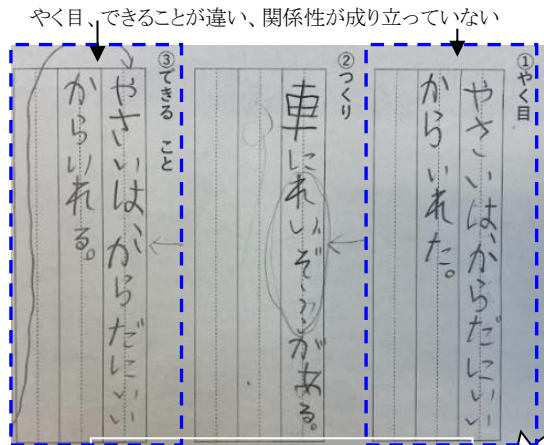 やく目、できることが違い、関係性が成り立っていない
①やく目
やさいは、からだにいい
からいれた。
②つくり
車にれいぞうこがある。
③できること
やさいは、からだにいい
かられいれる。